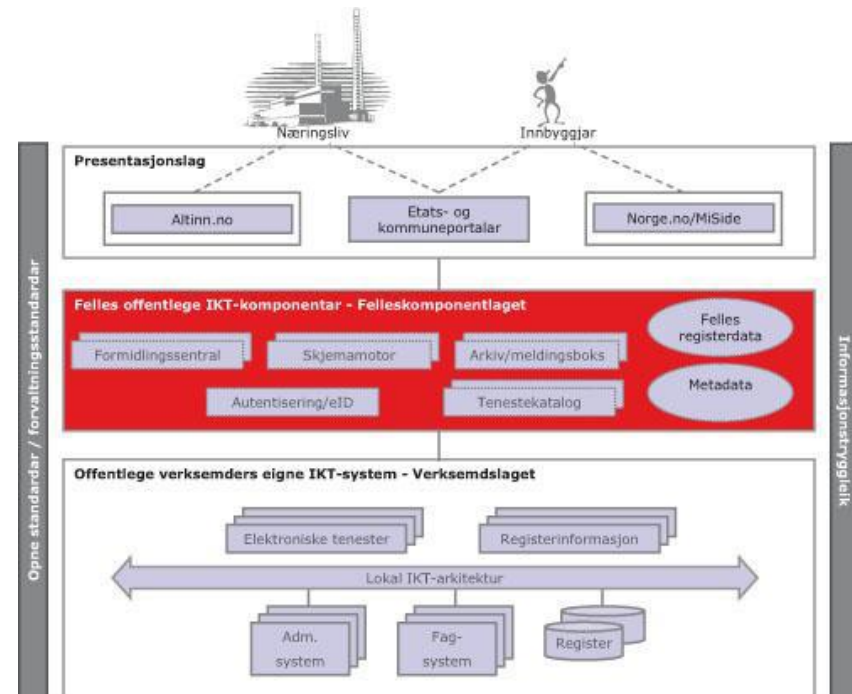 Næringsliv
Innbyggjar
Presentasjonslag
Altinn.no
Etats- og
kommuneportalar
Norge.no/MiSide
Felles offentlege IKT-komponentar - Felleskomponentlaget
Felles
registerdata
Formidlingssentral
Skjemamotor
Arkiv/meldingsboks
Metadata
Autentisering/eID
Tenestekatalog
Offentlege verksemders eigne IKT-system - Verksemdslaget
Elektroniske tenester
Registerinformasjon
Lokal IKT-arkitektur
Adm.
system
Fag-
system
Register
Opne standardar / forvaltningsstandardar
Informasjonstryggleik